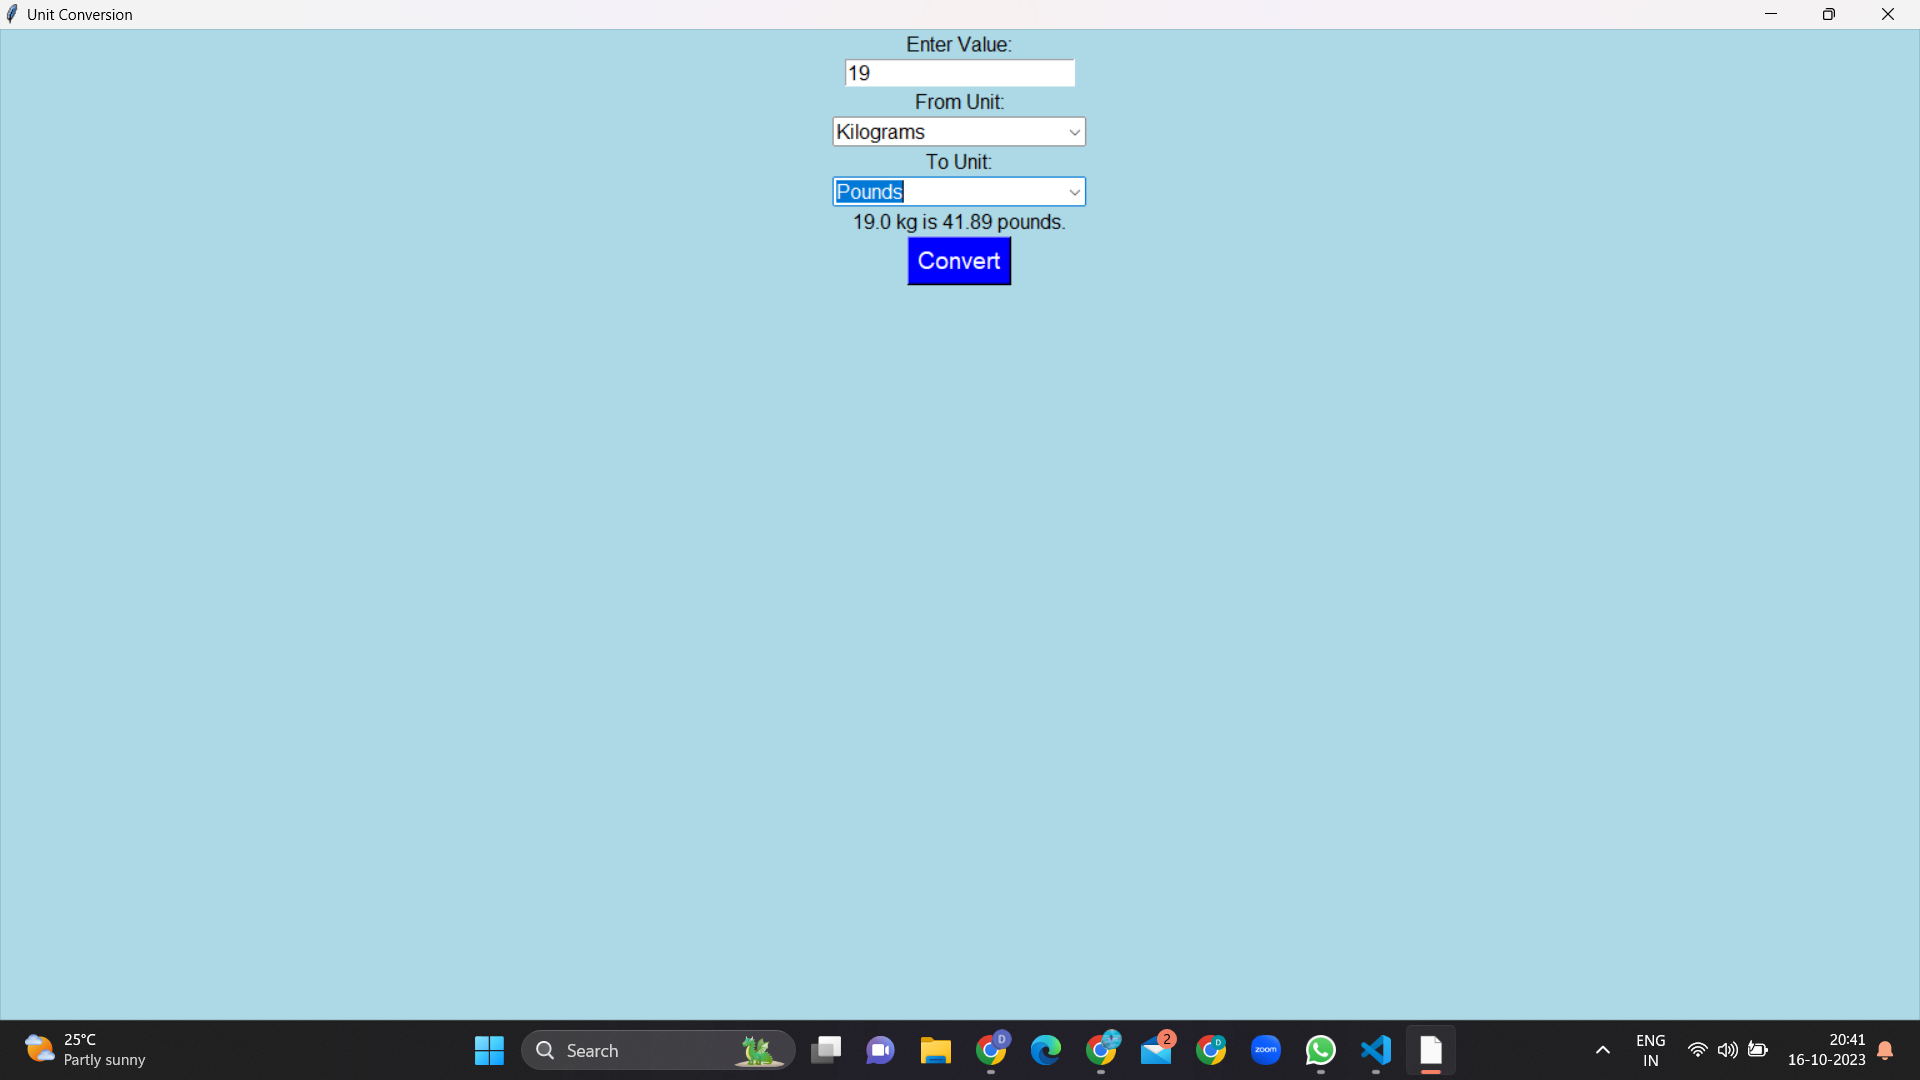 Unit Conversion
Enter Value:
19
From Unit:
Kilograms
To Unit:
Pounds
19.0 kg is 41.89 pounds.
Convert
25°C
Partly sunny
Search
D
2
D
zoom
ENG
IN
20:41
16-10-2023